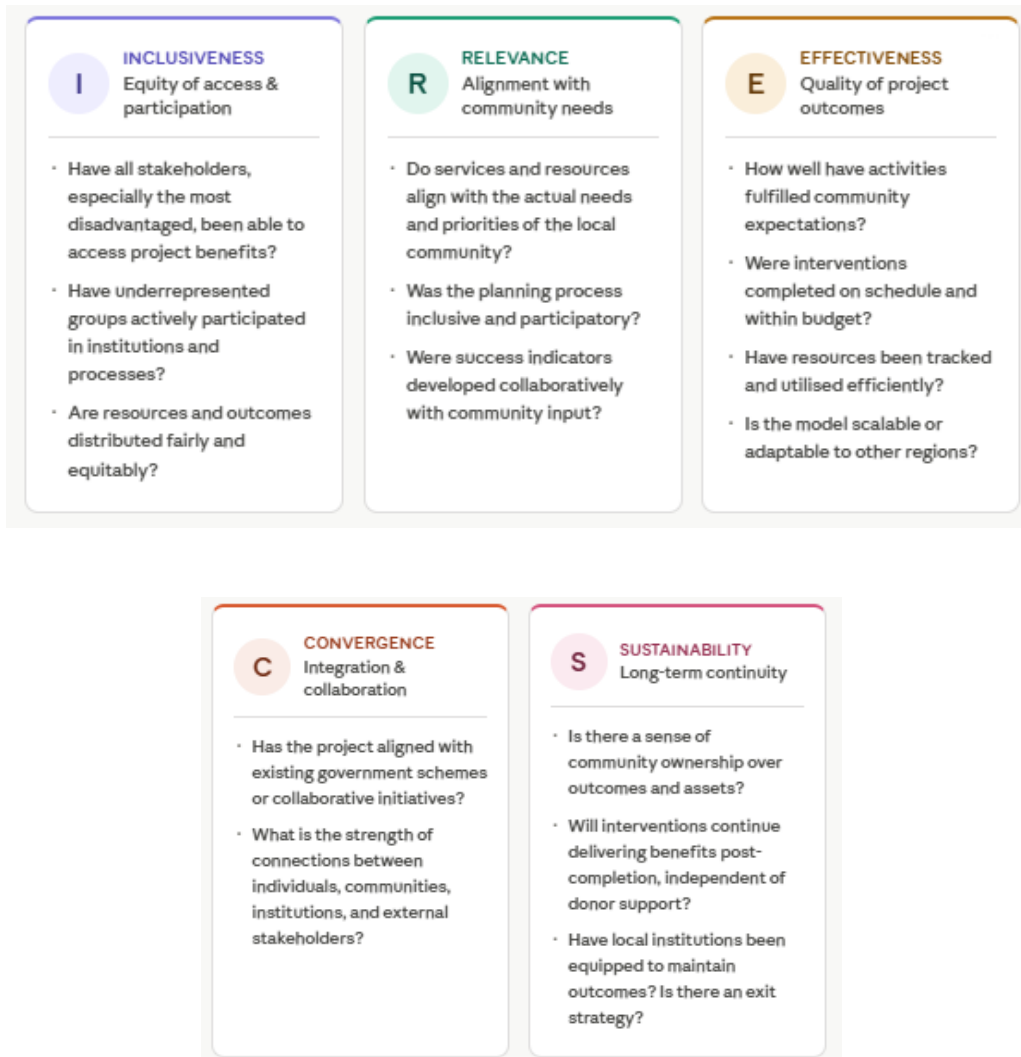 I
INCLUSIVENESS
Equity of access &
participation
· Have all stakeholders,
especially the most
disadvantaged, been able to
access project benefits?
· Have underrepresented
groups actively participated
in institutions and
processes?
· Are resources and outcomes
distributed fairly and
equitably?
R
RELEVANCE
Alignment with
community needs
· Do services and resources
align with the actual needs
and priorities of the local
community?
· Was the planning process
inclusive and participatory?
· Were success indicators
developed collaboratively
with community input?
E
EFFECTIVENESS
Quality of project
outcomes
· How well have activities
fulfilled community
expectations?
· Were interventions
completed on schedule and
within budget?
· Have resources been tracked
and utilised efficiently?
· Is the model scalable or
adaptable to other regions?
C
CONVERGENCE
Integration &
collaboration
· Has the project aligned with
existing government schemes
or collaborative initiatives?
· What is the strength of
connections between
individuals, communities,
institutions, and external
stakeholders?
S
SUSTAINABILITY
Long-term continuity
· Is there a sense of
community ownership over
outcomes and assets?
· Will interventions continue
delivering benefits post-
completion, independent of
donor support?
· Have local institutions been
equipped to maintain
outcomes? Is there an exit
strategy?